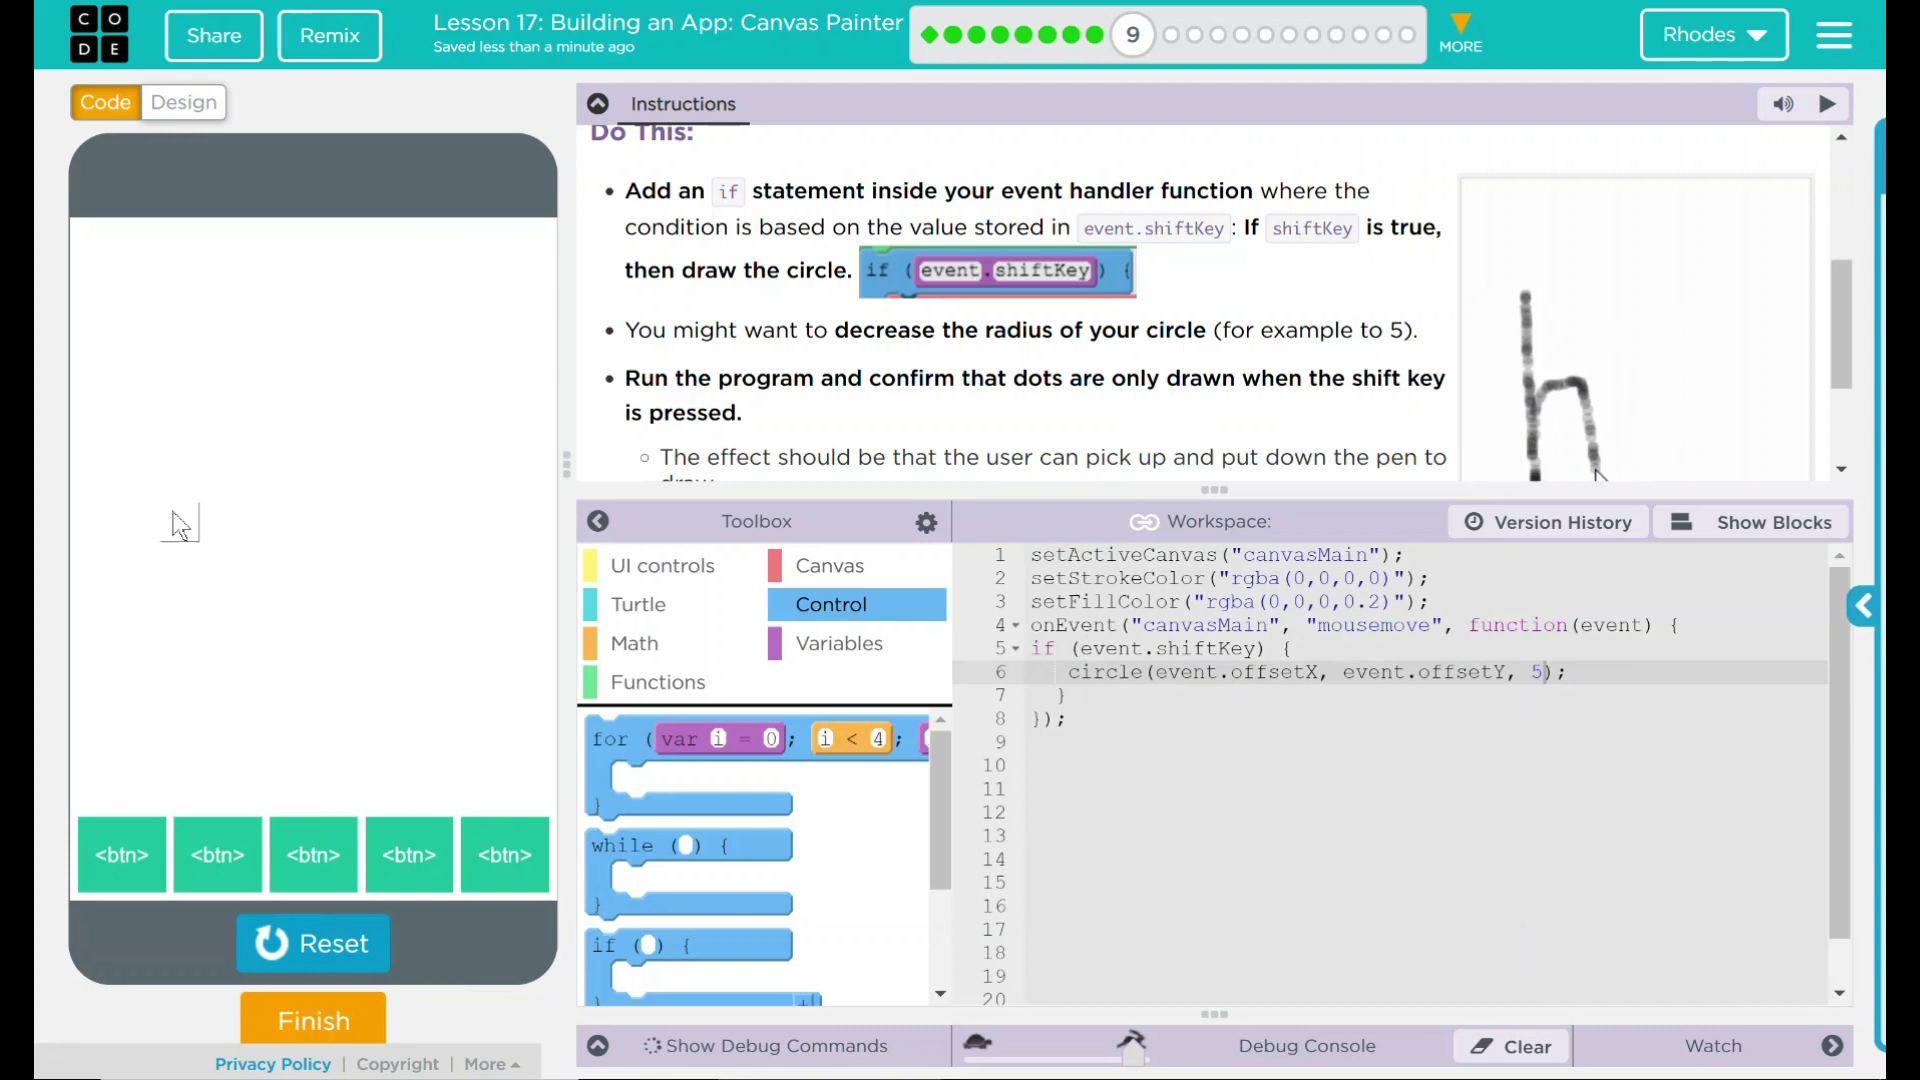 CODE
Share
Remix
Lesson 17: Building an App: Canvas Painter
Saved less than a minute ago
9
MORE
Rhodes
Code
Design
Instructions
Do This:
Add an if statement inside your event handler function where the
condition is based on the value stored in event.shiftKey: If shiftKey is true,
then draw the circle. if (event.shiftKey) {
You might want to decrease the radius of your circle (for example to 5).
Run the program and confirm that dots are only drawn when the shift key
is pressed.
The effect should be that the user can pick up and put down the pen to
Toolbox
Workspace:
Version History
Show Blocks
UI controls
Canvas
Turtle
Control
Math
Variables
Functions
for (var i = 0; i < 4;
}
while () {
}
if () {
}
1 setActiveCanvas("canvasMain");
2 setStrokeColor("rgba(0,0,0,0)");
3 setFillColor("rgba(0,0,0,0.2)");
4 onEvent("canvasMain", "mousemove", function(event) {
5 if (event.shiftKey) {
6 circle(event.offsetX, event.offsetY, 5);
7 }
8 });
9
10
11
12
13
14
15
16
17
18
19
20
<btn>
<btn>
<btn>
<btn>
<btn>
Reset
Finish
Privacy Policy | Copyright | More
Show Debug Commands
Debug Console
Clear
Watch